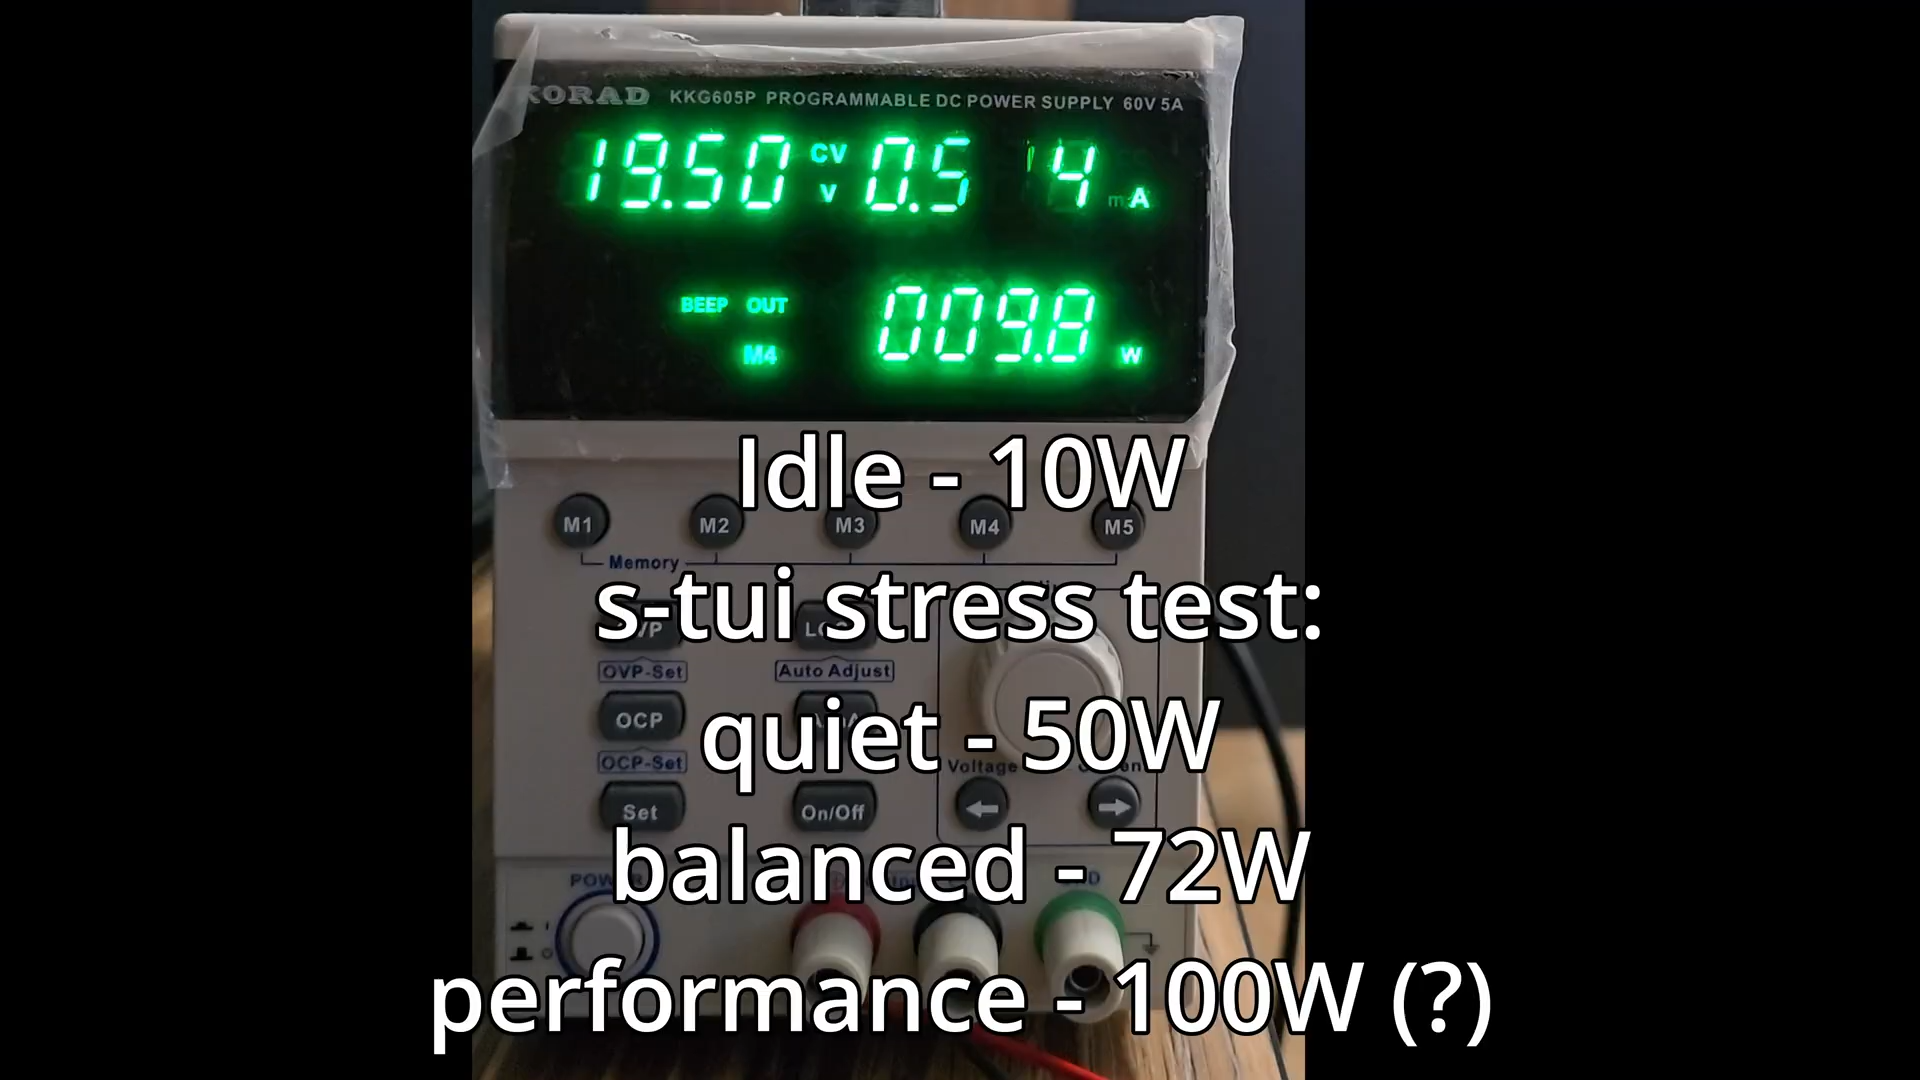 KORAD KKG605P PROGRAMMABLE DC POWER SUPPLY 60V 5A
19.50 CV V 0.5 4 mA
BEEP OUT 009.8 W
M4
Idle - 10W
M1 M2 M3 M4 M5
Memory
s-tui stress test:
OVP-Set Auto Adjust
OCP
quiet - 50W
OCP-Set Voltage
Set On/Off
balanced - 72W
performance - 100W (?)